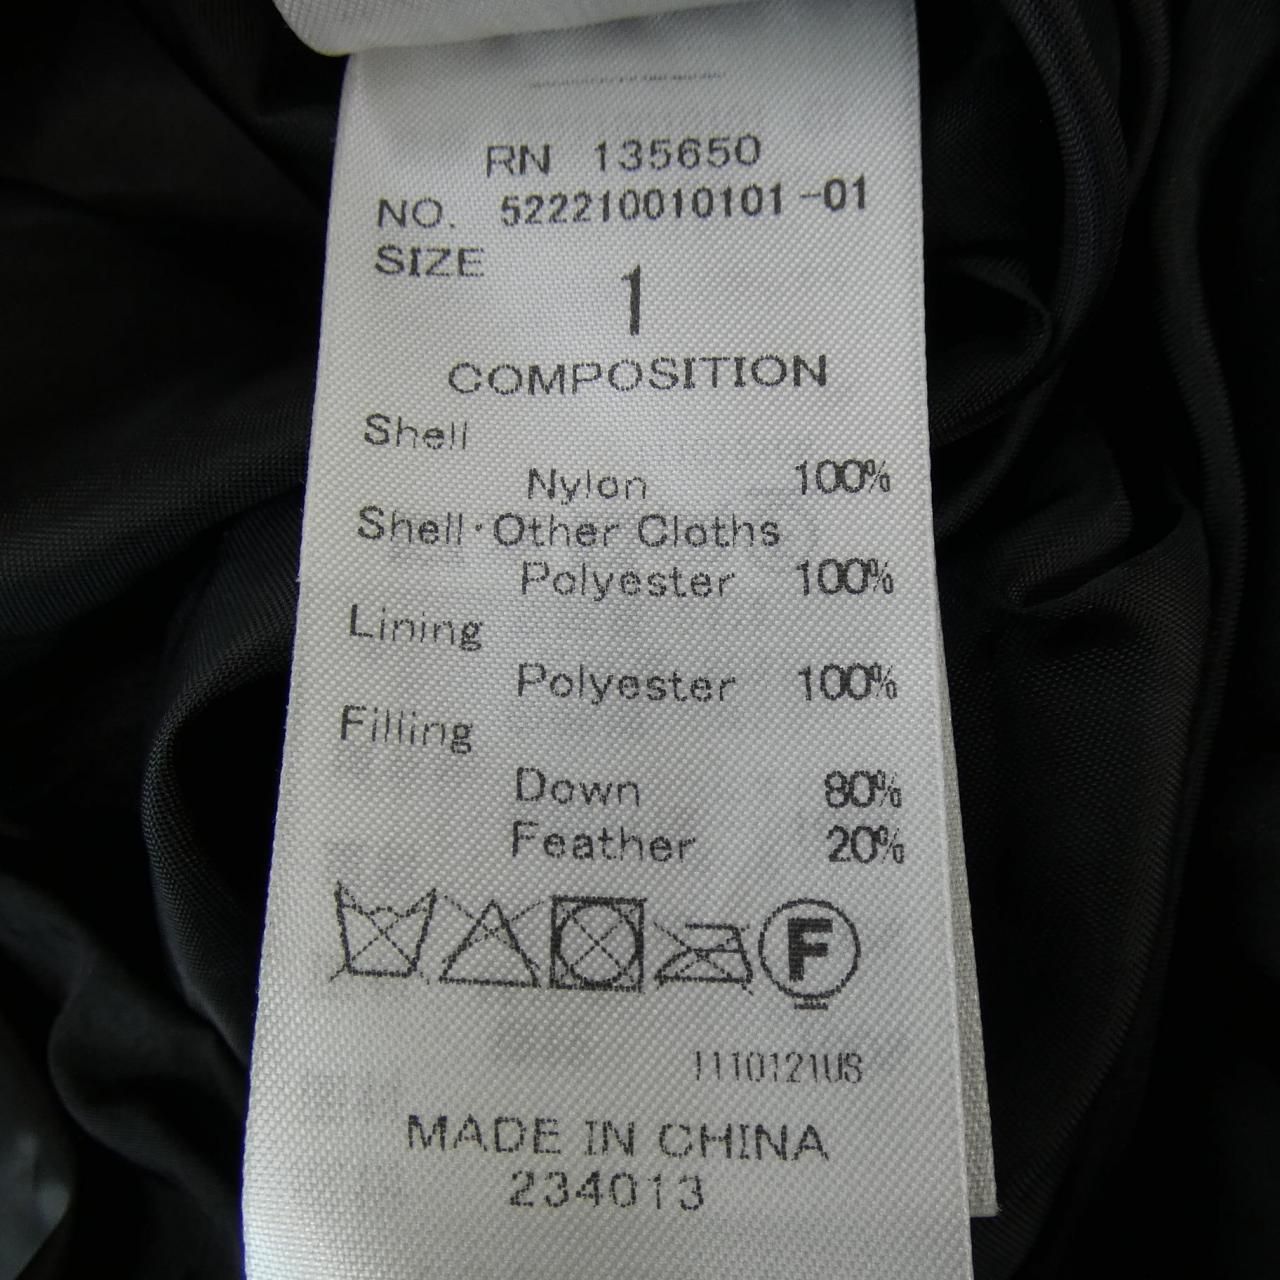 RN 135650
NO. 522210010101-01
SIZE
1
COMPOSITION
Shell
Nylon 100%
Shell·Other Cloths
Polyester 100%
Lining
Polyester 100%
Filling
Down 80%
Feather 20%
F
1110121US
MADE IN CHINA
234013